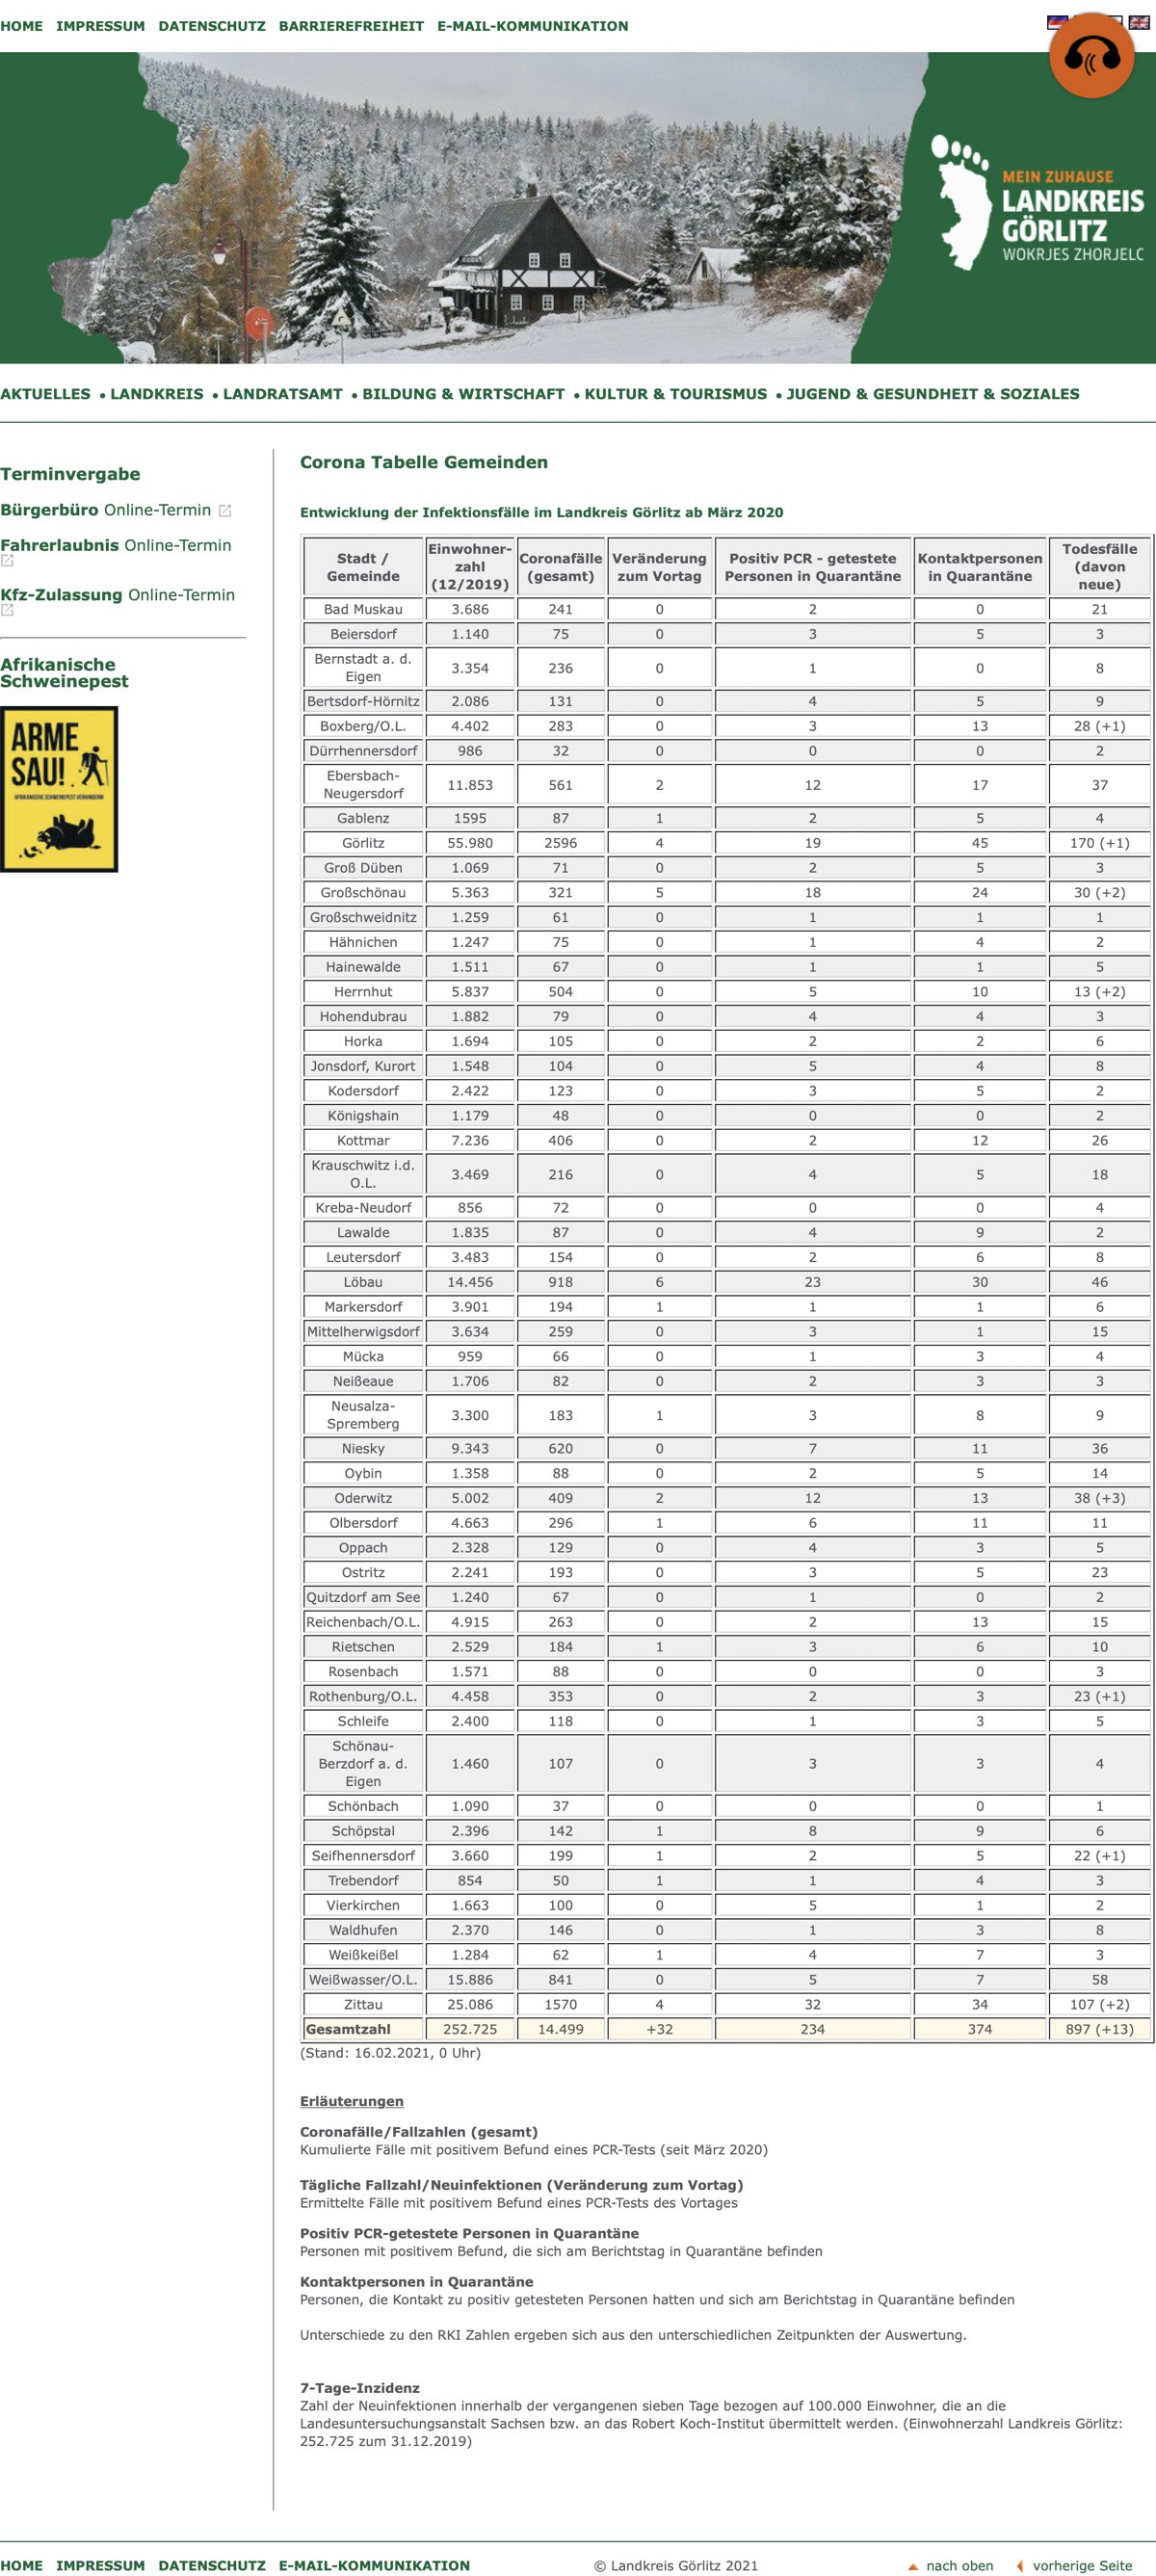 HOME IMPRESSUM DATENSCHUTZ BARRIEREFREIHEIT E-MAIL-KOMMUNIKATION
MEIN ZUHAUSE
LANDKREIS
GÖRLITZ
WOKRJES ZHORJELC
AKTUELLES • LANDKREIS • LANDRATSAMT • BILDUNG & WIRTSCHAFT • KULTUR & TOURISMUS • JUGEND & GESUNDHEIT & SOZIALES
Terminvergabe
Bürgerbüro Online-Termin
Fahrerlaubnis Online-Termin
Kfz-Zulassung Online-Termin
Afrikanische
Schweinepest
ARME
SAU!
AFRIKANISCHE SCHWEINEPEST VERHINDERN!
Corona Tabelle Gemeinden
Entwicklung der Infektionsfälle im Landkreis Görlitz ab März 2020
Stadt / Gemeinde Einwohner-zahl (12/2019) Coronafälle (gesamt) Veränderung zum Vortag Positiv PCR - getestete Personen in Quarantäne Kontaktpersonen in Quarantäne Todesfälle (davon neue)
Bad Muskau 3.686 241 0 2 0 21
Beiersdorf 1.140 75 0 3 5 3
Bernstadt a. d. Eigen 3.354 236 0 1 0 8
Bertsdorf-Hörnitz 2.086 131 0 4 5 9
Boxberg/O.L. 4.402 283 0 3 13 28 (+1)
Dürrhennersdorf 986 32 0 0 0 2
Ebersbach-Neugersdorf 11.853 561 2 12 17 37
Gablenz 1595 87 1 2 5 4
Görlitz 55.980 2596 4 19 45 170 (+1)
Groß Düben 1.069 71 0 2 5 3
Großschönau 5.363 321 5 18 24 30 (+2)
Großschweidnitz 1.259 61 0 1 1 1
Hähnichen 1.247 75 0 1 4 2
Hainewalde 1.511 67 0 1 1 5
Herrnhut 5.837 504 0 5 10 13 (+2)
Hohendubrau 1.882 79 0 4 4 3
Horka 1.694 105 0 2 2 6
Jonsdorf, Kurort 1.548 104 0 5 4 8
Kodersdorf 2.422 123 0 3 5 2
Königshain 1.179 48 0 0 0 2
Kottmar 7.236 406 0 2 12 26
Krauschwitz i.d. O.L. 3.469 216 0 4 5 18
Kreba-Neudorf 856 72 0 0 0 4
Lawalde 1.835 87 0 4 9 2
Leutersdorf 3.483 154 0 2 6 8
Löbau 14.456 918 6 23 30 46
Markersdorf 3.901 194 1 1 1 6
Mittelherwigsdorf 3.634 259 0 3 1 15
Mücka 959 66 0 1 3 4
Neißeaue 1.706 82 0 2 3 3
Neusalza-Spremberg 3.300 183 1 3 8 9
Niesky 9.343 620 0 7 11 36
Oybin 1.358 88 0 2 5 14
Oderwitz 5.002 409 2 12 13 38 (+3)
Olbersdorf 4.663 296 1 6 11 11
Oppach 2.328 129 0 4 3 5
Ostritz 2.241 193 0 3 5 23
Quitzdorf am See 1.240 67 0 1 0 2
Reichenbach/O.L. 4.915 263 0 2 13 15
Rietschen 2.529 184 1 3 6 10
Rosenbach 1.571 88 0 0 0 3
Rothenburg/O.L. 4.458 353 0 2 3 23 (+1)
Schleife 2.400 118 0 1 3 5
Schönau-Berzdorf a. d. Eigen 1.460 107 0 3 3 4
Schönbach 1.090 37 0 0 0 1
Schöpstal 2.396 142 1 8 9 6
Seifhennersdorf 3.660 199 1 2 5 22 (+1)
Trebendorf 854 50 1 1 4 3
Vierkirchen 1.663 100 0 5 1 2
Waldhufen 2.370 146 0 1 3 8
Weißkeißel 1.284 62 1 4 7 3
Weißwasser/O.L. 15.886 841 0 5 7 58
Zittau 25.086 1570 4 32 34 107 (+2)
Gesamtzahl 252.725 14.499 +32 234 374 897 (+13)
(Stand: 16.02.2021, 0 Uhr)
Erläuterungen
Coronafälle/Fallzahlen (gesamt)
Kumulierte Fälle mit positivem Befund eines PCR-Tests (seit März 2020)
Tägliche Fallzahl/Neuinfektionen (Veränderung zum Vortag)
Ermittelte Fälle mit positivem Befund eines PCR-Tests des Vortages
Positiv PCR-getestete Personen in Quarantäne
Personen mit positivem Befund, die sich am Berichtstag in Quarantäne befinden
Kontaktpersonen in Quarantäne
Personen, die Kontakt zu positiv getesteten Personen hatten und sich am Berichtstag in Quarantäne befinden
Unterschiede zu den RKI Zahlen ergeben sich aus den unterschiedlichen Zeitpunkten der Auswertung.
7-Tage-Inzidenz
Zahl der Neuinfektionen innerhalb der vergangenen sieben Tage bezogen auf 100.000 Einwohner, die an die
Landesuntersuchungsanstalt Sachsen bzw. an das Robert Koch-Institut übermittelt werden. (Einwohnerzahl Landkreis Görlitz:
252.725 zum 31.12.2019)
HOME IMPRESSUM DATENSCHUTZ E-MAIL-KOMMUNIKATION © Landkreis Görlitz 2021 nach oben vorherige Seite